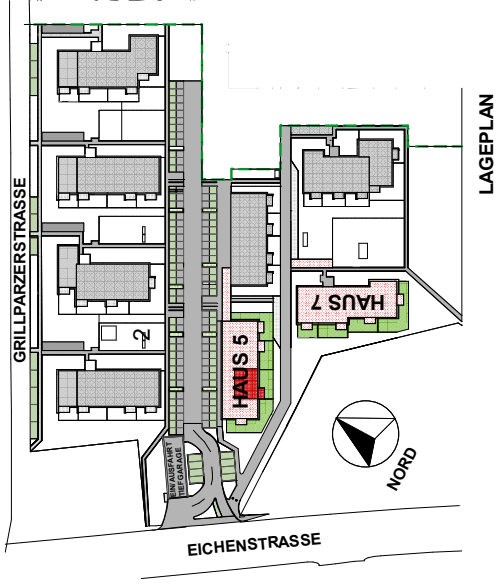 LAGEPLAN
GRILLPARZERSTRASSE
HAUS 7
HAUS 5
2
EIN/AUSFAHRT
TIEFGARAGE
NORD
EICHENSTRASSE